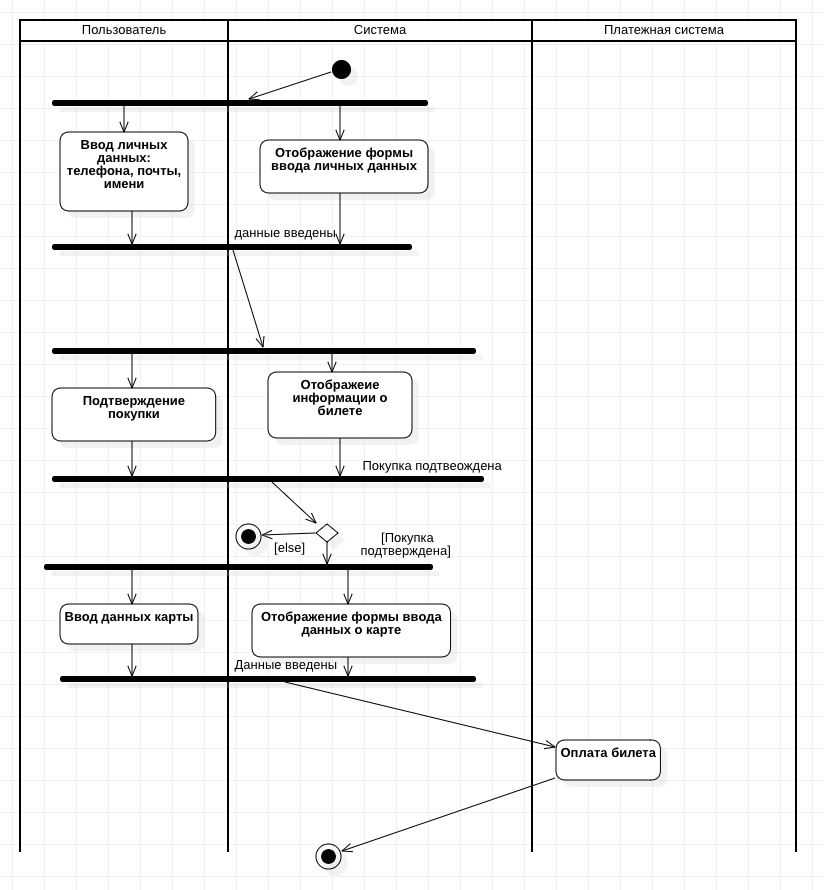 Пользователь
Система
Платежная система
Ввод личных
данных:
телефона, почты,
имени
Отображение формы
ввода личных данных
данные введены
Подтверждение
покупки
Отображеие
информации о
билете
Покупка подтвеождена
[else]
[Покупка
подтверждена]
Ввод данных карты
Отображение формы ввода
данных о карте
Данные введены
Оплата билета